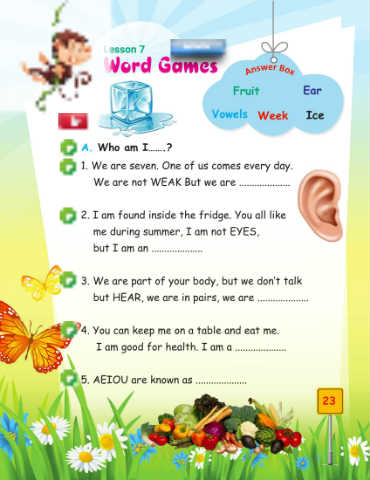 Lesson 7
Word Games
Answer Box
Fruit Ear
Vowels Week Ice
A. Who am I.......?
1. We are seven. One of us comes every day.
We are not WEAK But we are ...................
2. I am found inside the fridge. You all like
me during summer, I am not EYES,
but I am an ...................
3. We are part of your body, but we don't talk
but HEAR, we are in pairs, we are ...................
4. You can keep me on a table and eat me.
I am good for health. I am a ...................
5. AEIOU are known as ...................
23